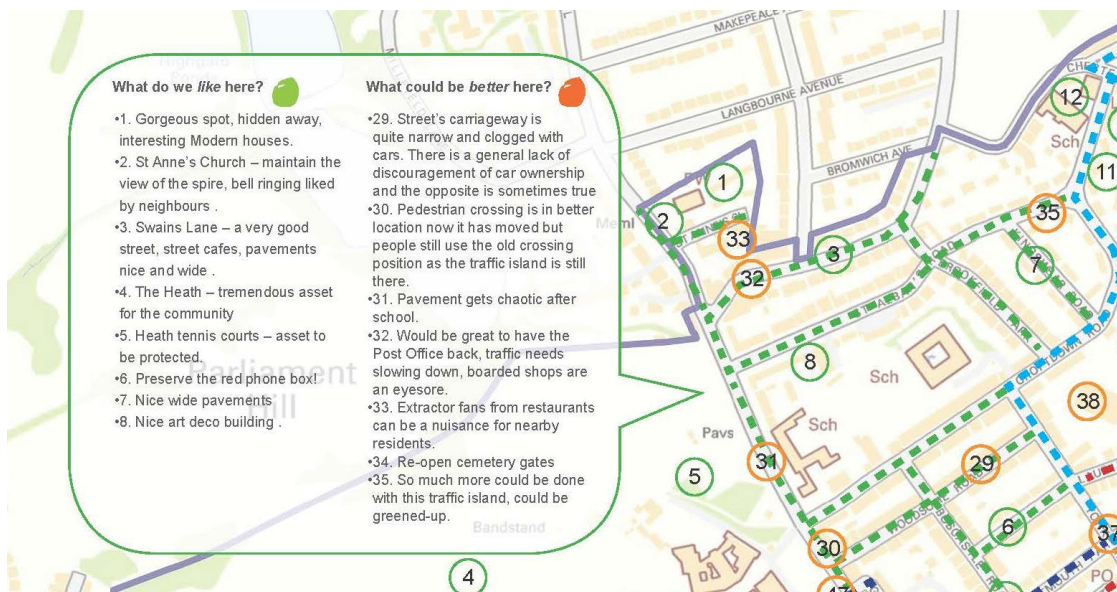 What do we like here?
•1. Gorgeous spot, hidden away,
interesting Modern houses.
•2. St Anne's Church – maintain the
view of the spire, bell ringing liked
by neighbours .
•3. Swains Lane – a very good
street, street cafes, pavements
nice and wide .
•4. The Heath – tremendous asset
for the community
•5. Heath tennis courts – asset to
be protected.
•6. Preserve the red phone box!
•7. Nice wide pavements
•8. Nice art deco building .
What could be better here?
•29. Street's carriageway is
quite narrow and clogged with
cars. There is a general lack of
discouragement of car ownership
and the opposite is sometimes true
•30. Pedestrian crossing is in better
location now it has moved but
people still use the old crossing
position as the traffic island is still
there.
•31. Pavement gets chaotic after
school.
•32. Would be great to have the
Post Office back, traffic needs
slowing down, boarded shops are
an eyesore.
•33. Extractor fans from restaurants
can be a nuisance for nearby
residents.
•34. Re-open cemetery gates
•35. So much more could be done
with this traffic island, could be
greened-up.
Parliament
Hill
Bandstand
MAKEPEACE
LANGBOURNE AVENUE
BROMWICH AVE
12
Sch
11
1
2
Meml
33
3
32
35
7
ROAD
8
Sch
CROFTDOWN ROAD
38
Pavs
Sch
31
5
29
6
30
37
PO
4